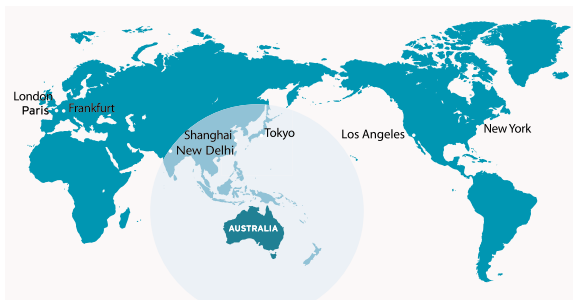 London
Paris
Frankfurt
Shanghai
Tokyo
New Delhi
Los Angeles
New York
AUSTRALIA